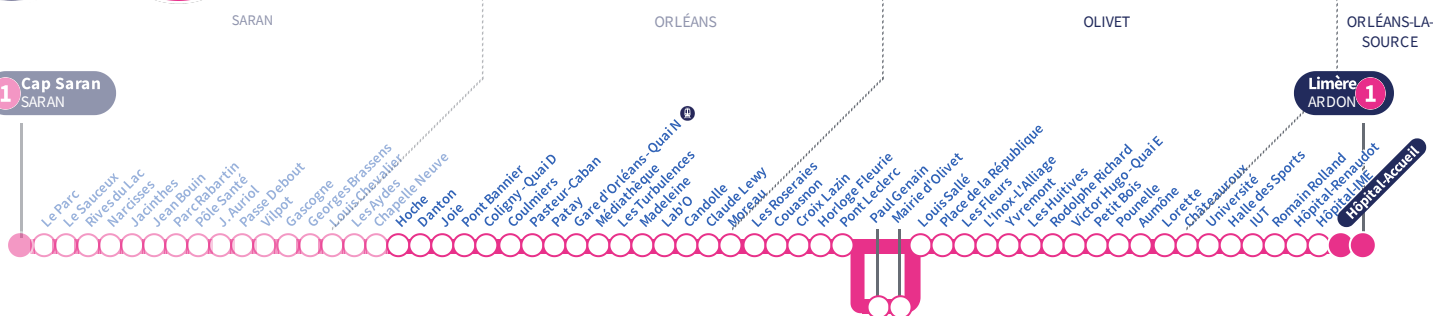 SARAN
ORLÉANS
OLIVET
ORLÉANS-LA-
SOURCE
1
Cap Saran
SARAN
Limère
ARDON
1
Le Parc
Le Sauceux
Rives du Lac
Narcisses
Jacinthes
Jean Bouin
Parc Rabartin
Pôle Santé
J. Auriol
Passe Debout
Vilpot
Gascogne
Georges Brassens
Louis Chevalier
Les Aydes
Chapelle Neuve
Hoche
Danton
Joie
Pont Bannier
Coligny - Quai D
Coulmiers
Pasteur-Caban
Patay
Gare d'Orléans - Quai N
Médiathèque
Les Turbulences
Madeleine
Lab'O
Candolle
Claude Lewy
Moreau
Les Roseraies
Couasnon
Croix Lazin
Horloge Fleurie
Pont Leclerc
Paul Genain
Mairie d'Olivet
Louis Sallé
Place de la République
Les Fleurs
L'Inox-L'Alliage
Yvremont
Les Huitives
Rodolphe Richard
Victor Hugo - Quai E
Petit Bois
Pounelle
Aumône
Lorette
Châteauroux
Université
Halle des Sports
IUT
Romain Rolland
Hôpital-Renaudot
Hôpital-IME
Hôpital-Accueil